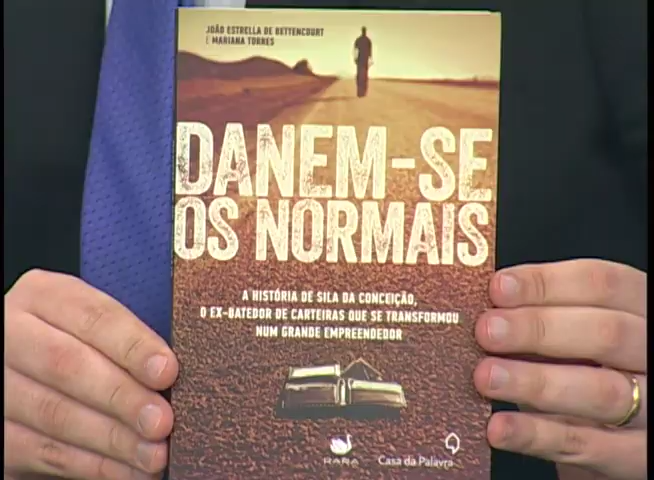 JOÃO ESTRELLA DE BETTENCOURT
E MARIANA TORRES
DANEM-SE
OS NORMAIS
A HISTÓRIA DE SILA DA CONCEIÇÃO,
O EX-BATEDOR DE CARTEIRAS QUE SE TRANSFORMOU
NUM GRANDE EMPREENDEDOR
RARA
Casa da Palavra